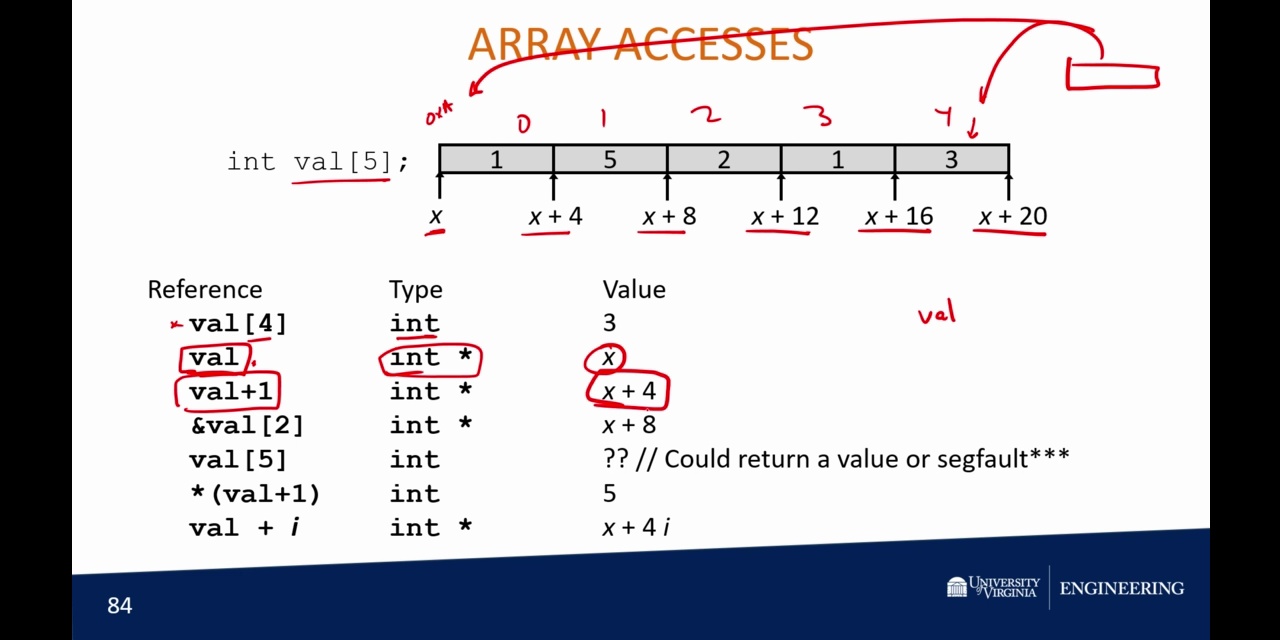 ARRAY ACCESSES
0xA 0 1 2 3 4
int val[5]; 1 5 2 1 3
x x + 4 x + 8 x + 12 x + 16 x + 20
Reference Type Value
val[4] int 3
val
val int * x
val+1 int * x + 4
&val[2] int * x + 8
val[5] int ?? // Could return a value or segfault***
*(val+1) int 5
val + i int * x + 4 i
84
UNIVERSITY of VIRGINIA ENGINEERING